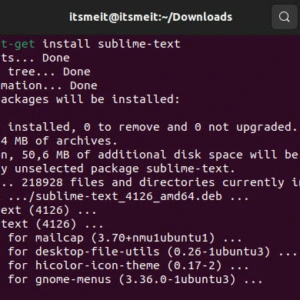 itsmeit@itsmeit:~/Downloads
t-get install sublime-text
ts... Done
tree... Done
mation... Done
ackages will be installed:
installed, 0 to remove and 0 not upgraded.
4 MB of archives.
n, 50,6 MB of additional disk space will be
y unselected package sublime-text.
.. 218928 files and directories currently in
.../sublime-text_4126_amd64.deb ...
ext (4126) ...
text (4126) ...
for mailcap (3.70+nmu1ubuntu1) ...
for desktop-file-utils (0.26-1ubuntu3) ...
for hicolor-icon-theme (0.17-2) ...
for gnome-menus (3.36.0-1ubuntu3) ...